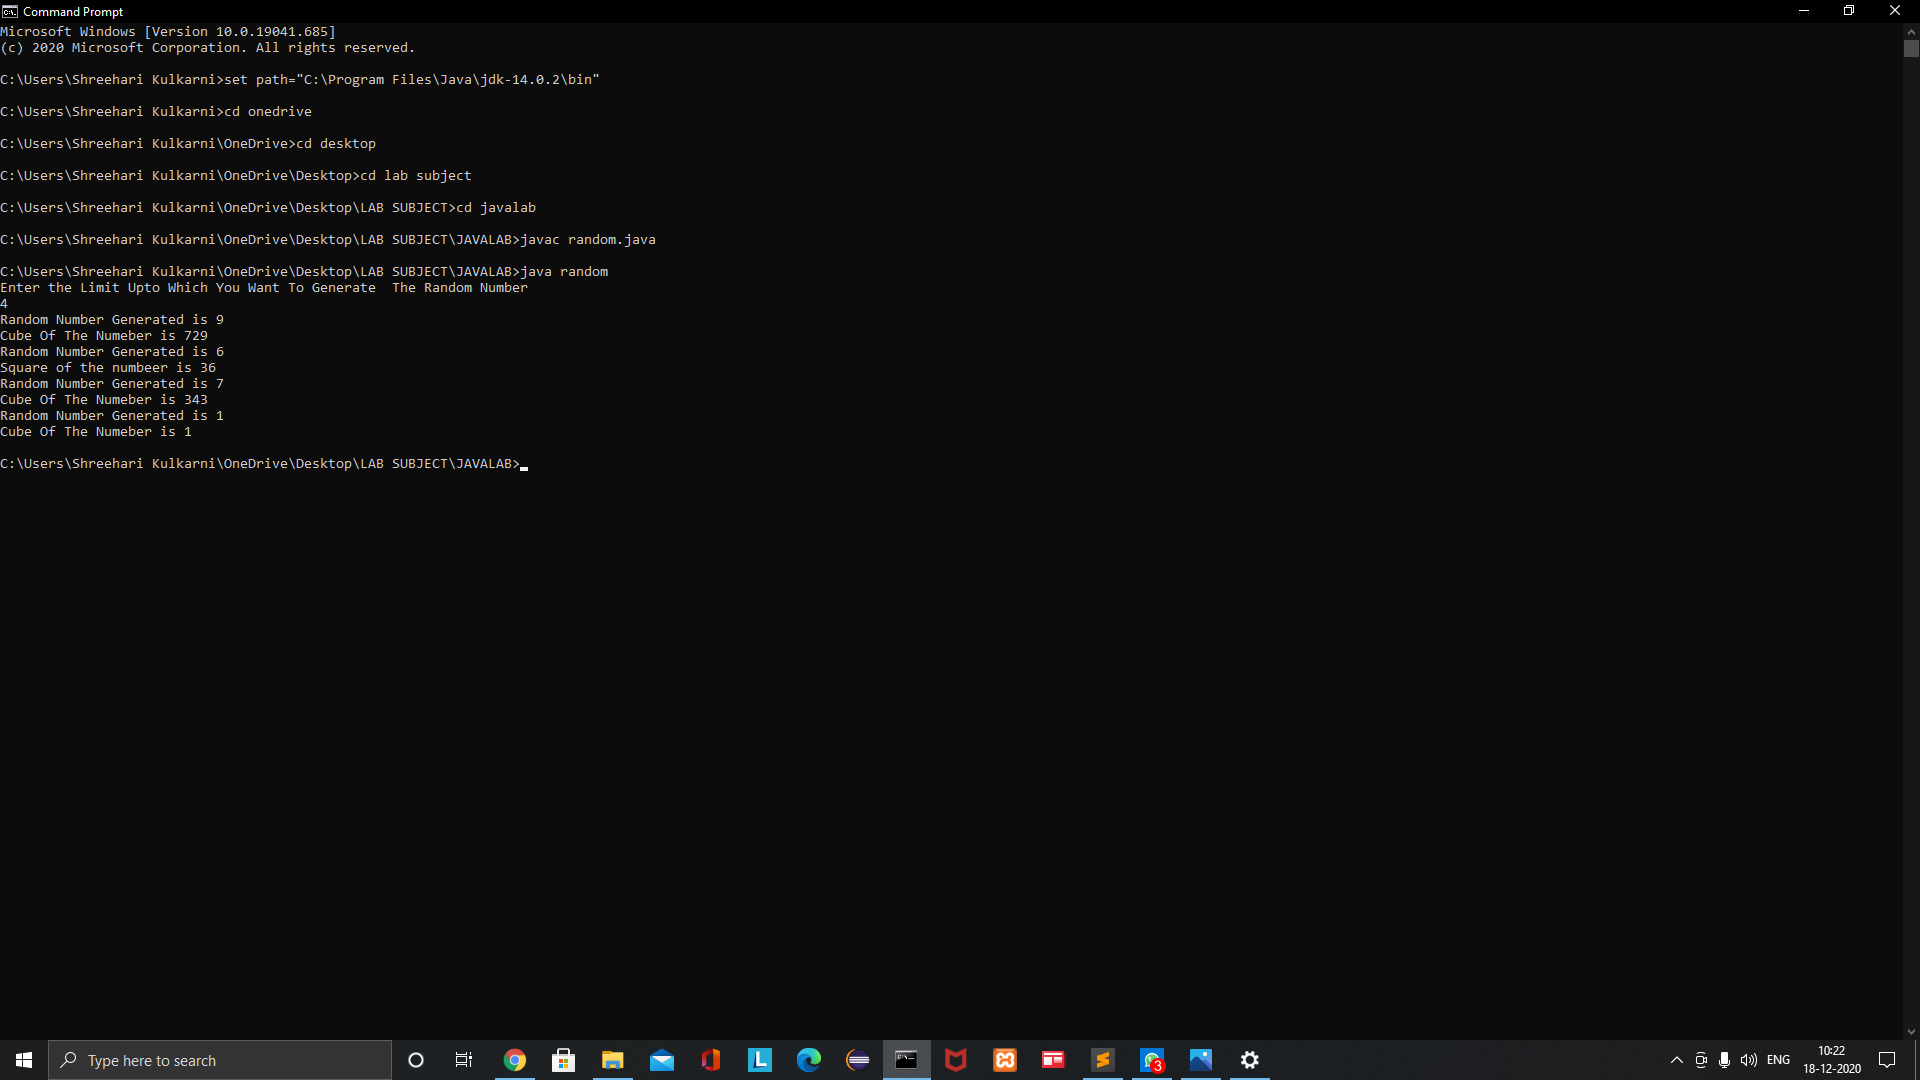 Command Prompt
Microsoft Windows [Version 10.0.19041.685]
(c) 2020 Microsoft Corporation. All rights reserved.
C:\Users\Shreehari Kulkarni>set path="C:\Program Files\Java\jdk-14.0.2\bin"
C:\Users\Shreehari Kulkarni>cd onedrive
C:\Users\Shreehari Kulkarni\OneDrive>cd desktop
C:\Users\Shreehari Kulkarni\OneDrive\Desktop>cd lab subject
C:\Users\Shreehari Kulkarni\OneDrive\Desktop\LAB SUBJECT>cd javalab
C:\Users\Shreehari Kulkarni\OneDrive\Desktop\LAB SUBJECT\JAVALAB>javac random.java
C:\Users\Shreehari Kulkarni\OneDrive\Desktop\LAB SUBJECT\JAVALAB>java random
Enter the Limit Upto Which You Want To Generate  The Random Number
4
Random Number Generated is 9
Cube Of The Numeber is 729
Random Number Generated is 6
Square of the numbeer is 36
Random Number Generated is 7
Cube Of The Numeber is 343
Random Number Generated is 1
Cube Of The Numeber is 1
C:\Users\Shreehari Kulkarni\OneDrive\Desktop\LAB SUBJECT\JAVALAB>
Type here to search
L
3
ENG
10:22
18-12-2020